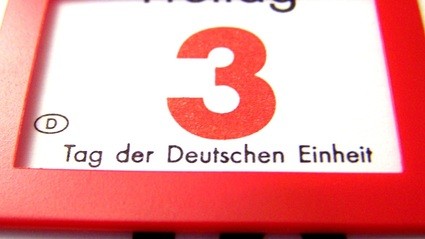 3
D
Tag der Deutschen Einheit